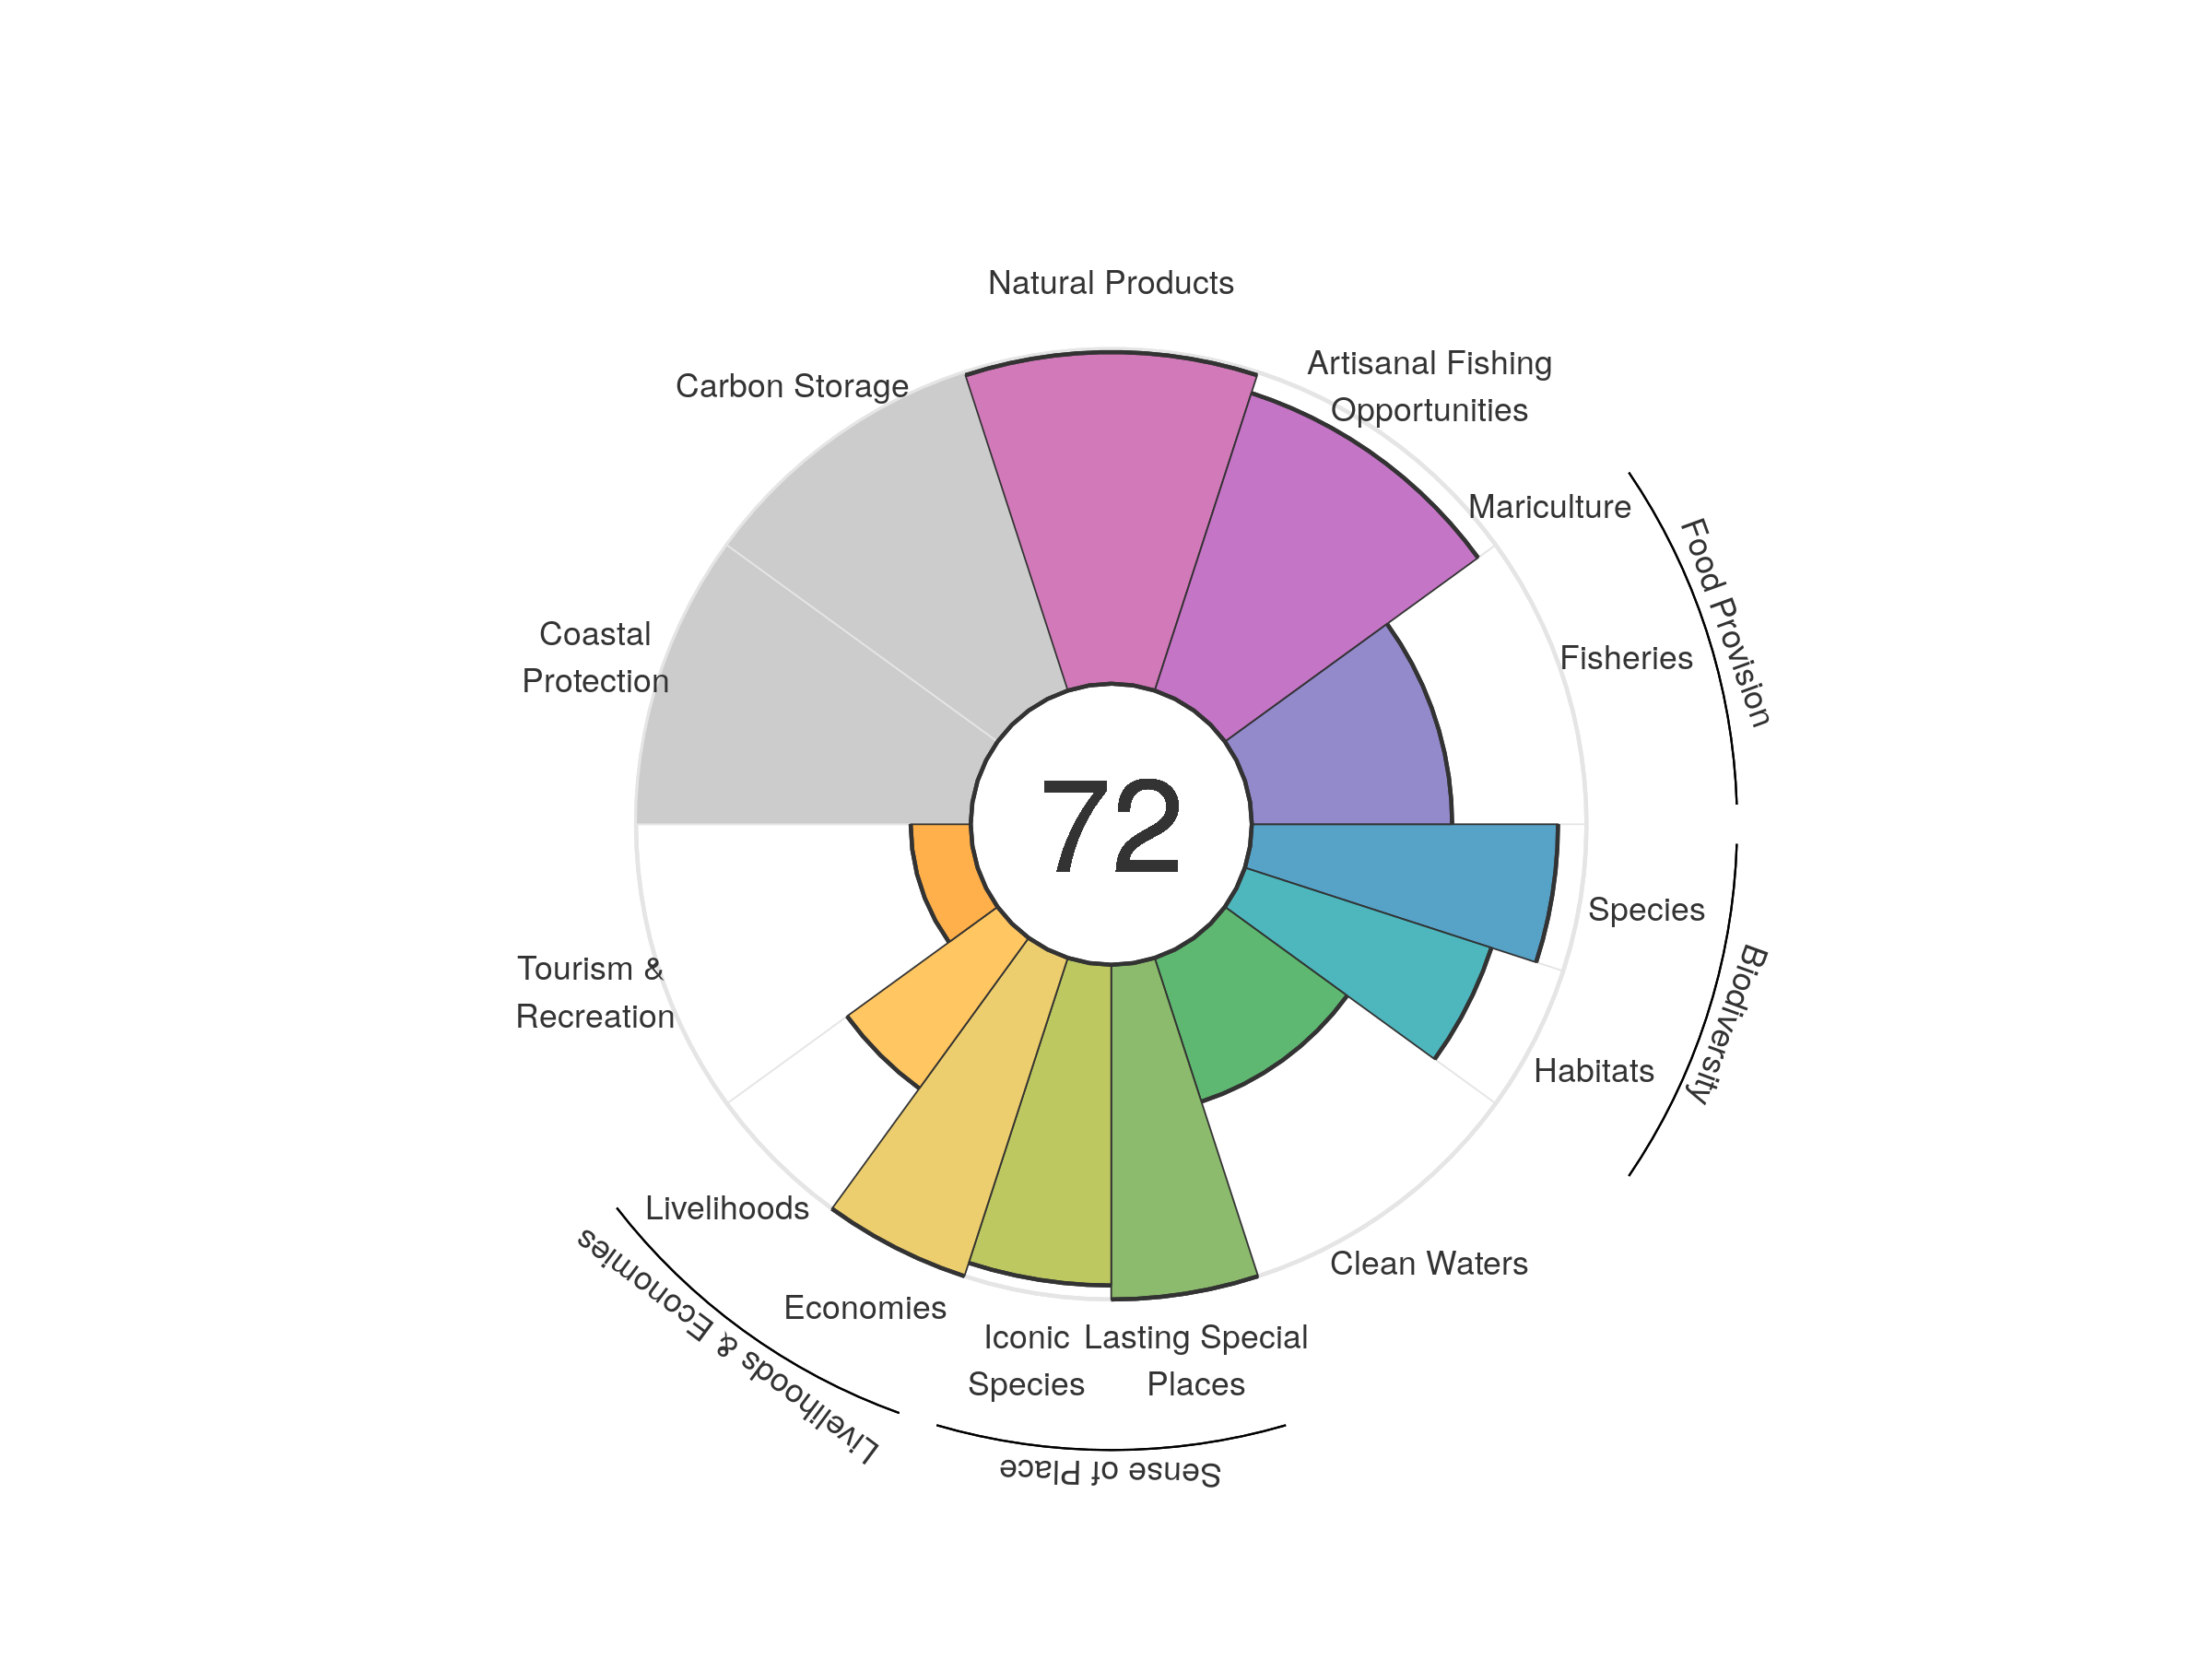 Natural Products
Carbon Storage
Artisanal Fishing
Opportunities
Mariculture
Food Provision
Fisheries
Coastal
Protection
72
Species
Biodiversity
Habitats
Tourism &
Recreation
Livelihoods
Livelihoods & Economies
Clean Waters
Economies
Iconic
Species
Lasting Special
Places
Sense of Place